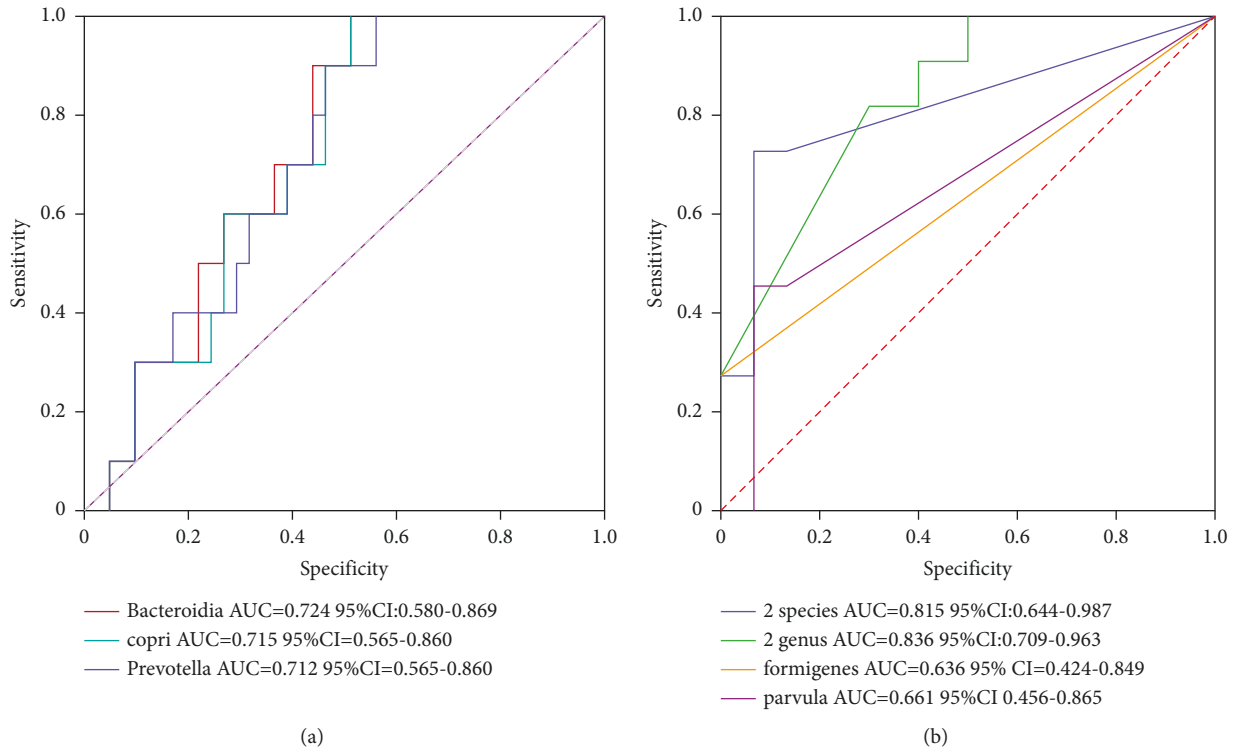 1.0
0.8
0.6
0.4
0.2
0
Sensitivity
0
0.2
0.4
0.6
0.8
1.0
Specificity
Bacteroidia AUC=0.724 95%CI:0.580-0.869
copri AUC=0.715 95%CI=0.565-0.860
Prevotella AUC=0.712 95%CI=0.565-0.860
(a)
1.0
0.8
0.6
0.4
0.2
0
Sensitivity
0
0.2
0.4
0.6
0.8
1.0
Specificity
2 species AUC=0.815 95%CI:0.644-0.987
2 genus AUC=0.836 95%CI:0.709-0.963
formigenes AUC=0.636 95% CI=0.424-0.849
parvula AUC=0.661 95%CI 0.456-0.865
(b)